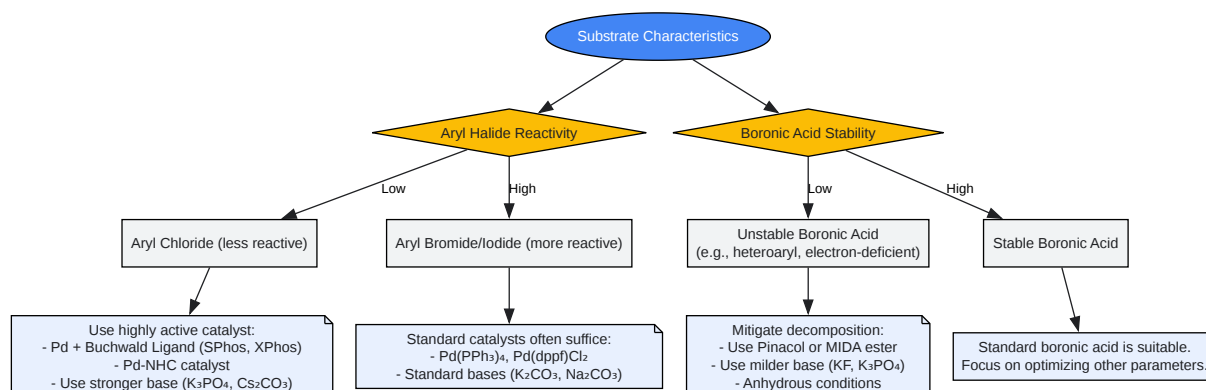 Substrate Characteristics
Aryl Halide Reactivity
Boronic Acid Stability
Low
High
Low
High
Aryl Chloride (less reactive)
Aryl Bromide/Iodide (more reactive)
Unstable Boronic Acid
(e.g., heteroaryl, electron-deficient)
Stable Boronic Acid
Use highly active catalyst:
- Pd + Buchwald Ligand (SPhos, XPhos)
- Pd-NHC catalyst
- Use stronger base (K₃PO₄, Cs₂CO₃)
Standard catalysts often suffice:
- Pd(PPh₃)₄, Pd(dppf)Cl₂
- Standard bases (K₂CO₃, Na₂CO₃)
Mitigate decomposition:
- Use Pinacol or MIDA ester
- Use milder base (KF, K₃PO₄)
- Anhydrous conditions
Standard boronic acid is suitable.
Focus on optimizing other parameters.